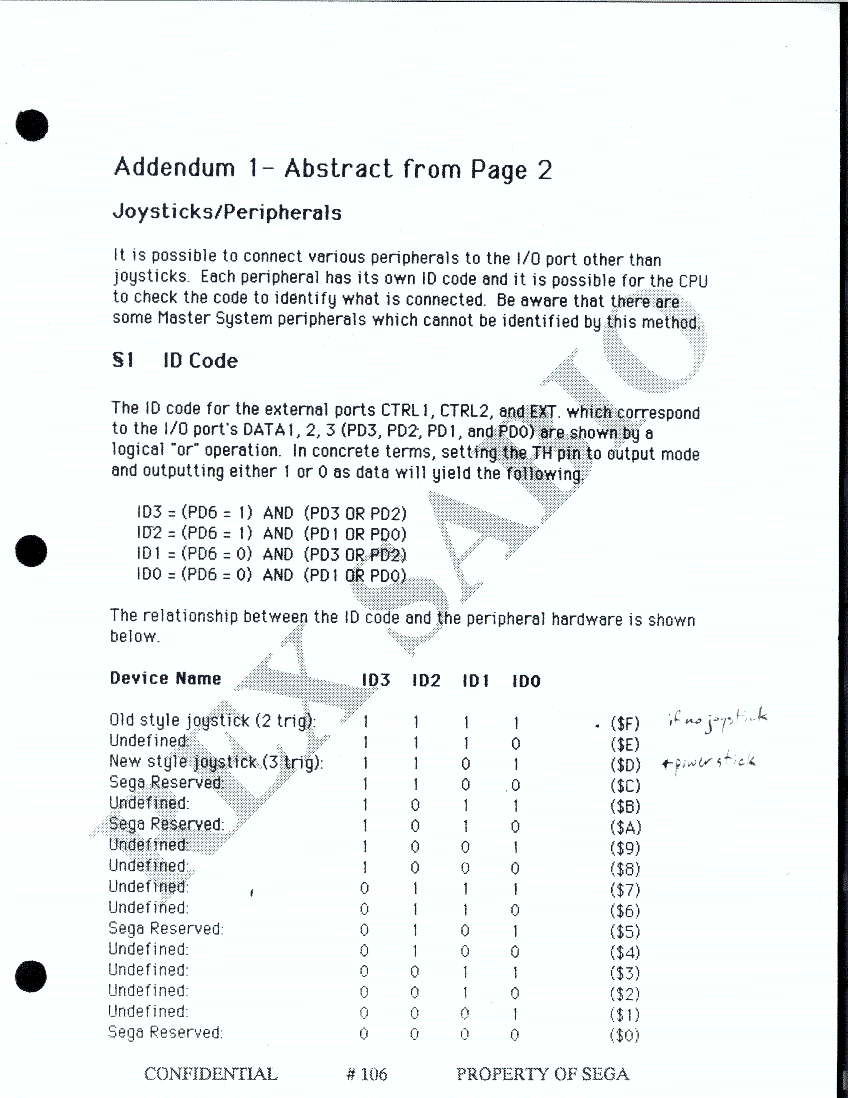 Addendum 1- Abstract from Page 2
Joysticks/Peripherals
It is possible to connect various peripherals to the I/O port other than
joysticks. Each peripheral has its own ID code and it is possible for the CPU
to check the code to identify what is connected. Be aware that there are
some Master System peripherals which cannot be identified by this method.
§1 ID Code
The ID code for the external ports CTRL1, CTRL2, and EXT. which correspond
to the I/O port's DATA1, 2, 3 (PD3, PD2, PD1, and PD0) are shown by a
logical "or" operation. In concrete terms, setting the TH pin to output mode
and outputting either 1 or 0 as data will yield the following.
ID3 = (PD6 = 1) AND (PD3 OR PD2)
ID2 = (PD6 = 1) AND (PD1 OR PD0)
ID1 = (PD6 = 0) AND (PD3 OR PD2)
ID0 = (PD6 = 0) AND (PD1 OR PD0)
The relationship between the ID code and the peripheral hardware is shown
below.
Device Name ID3 ID2 ID1 ID0
Old style joystick (2 trig): 1 1 1 1 ($F) if no joystick
Undefined: 1 1 1 0 ($E)
New style joystick (3 trig): 1 1 0 1 ($D) + power stick
Sega Reserved: 1 1 0 0 ($C)
Undefined: 1 0 1 1 ($B)
Sega Reserved: 1 0 1 0 ($A)
Undefined: 1 0 0 1 ($9)
Undefined: 1 0 0 0 ($8)
Undefined: 0 1 1 1 ($7)
Undefined: 0 1 1 0 ($6)
Sega Reserved: 0 1 0 1 ($5)
Undefined: 0 1 0 0 ($4)
Undefined: 0 0 1 1 ($3)
Undefined: 0 0 1 0 ($2)
Undefined: 0 0 0 1 ($1)
Sega Reserved: 0 0 0 0 ($0)
CONFIDENTIAL # 106 PROPERTY OF SEGA